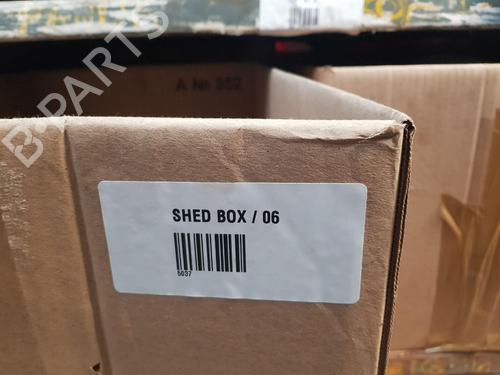 B-PARTS
A Nr. 352
SHED BOX / 06
5037